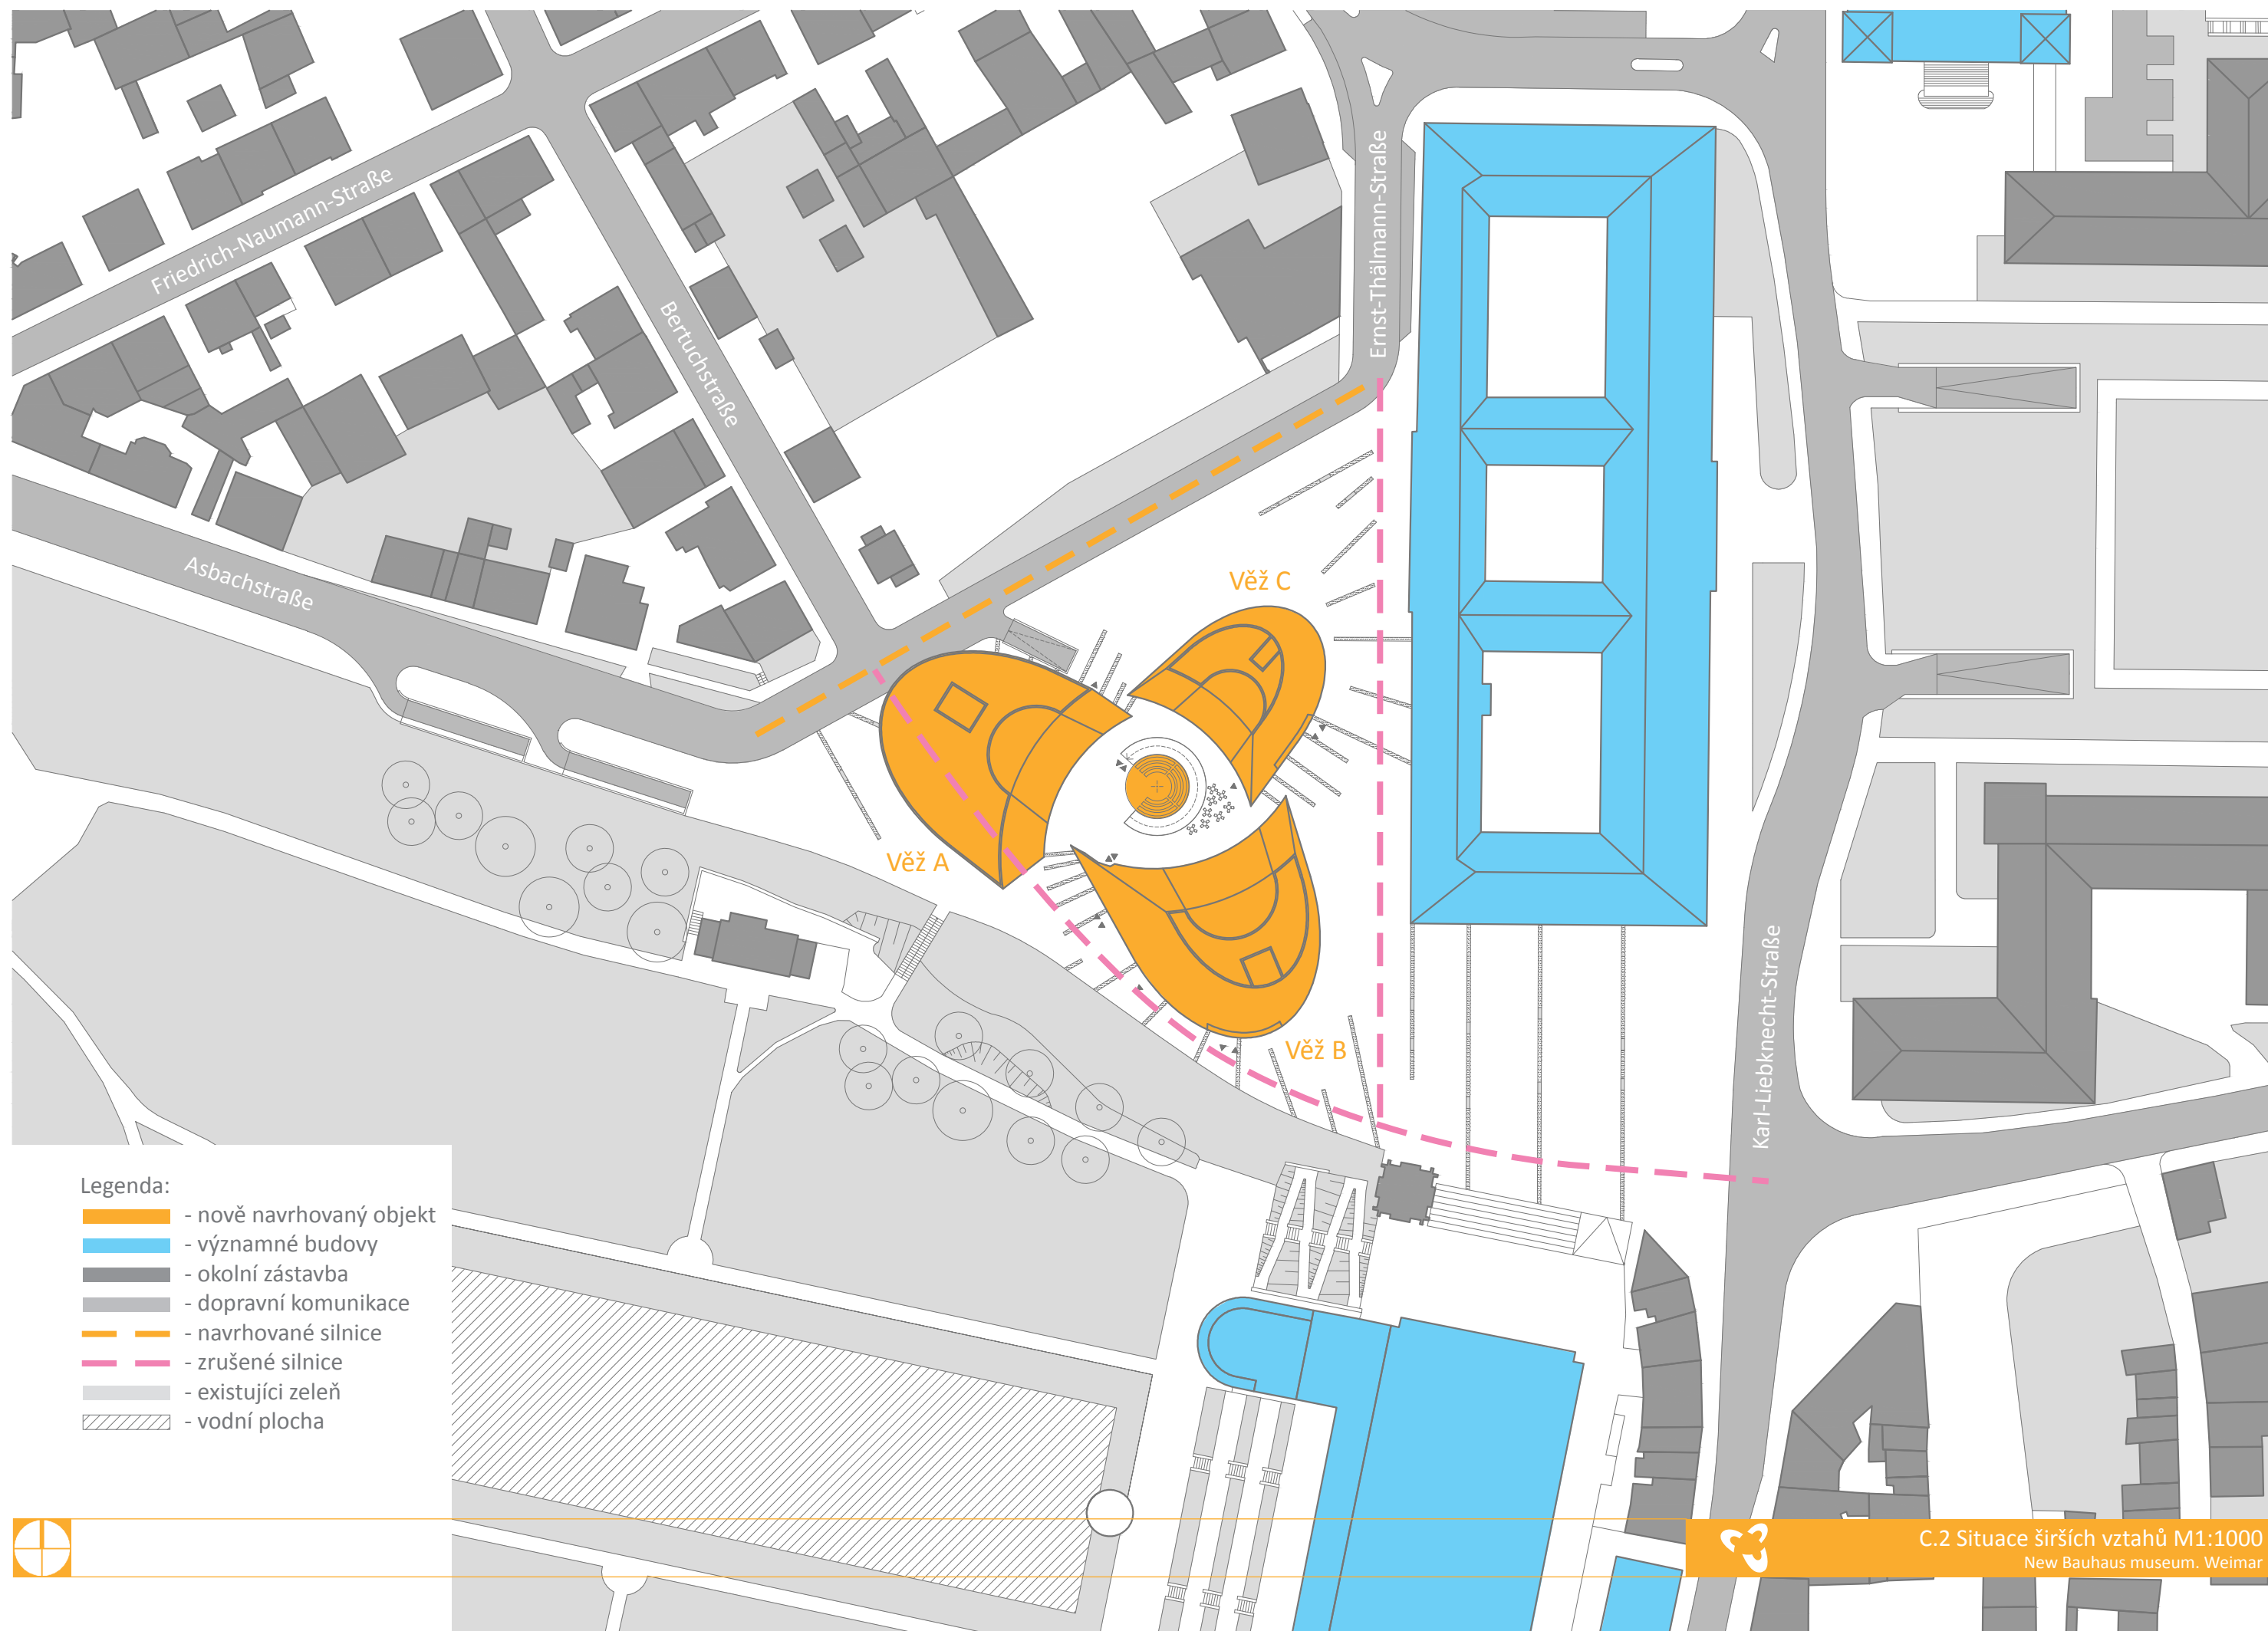 Friedrich-Naumann-Straße
Bertuchstraße
Ernst-Thälmann-Straße
Asbachstraße
Věž C
Věž A
Věž B
Karl-Liebknecht-Straße
Legenda:
- nově navrhovaný objekt
- významné budovy
- okolní zástavba
- dopravní komunikace
- navrhované silnice
- zrušené silnice
- existujíci zeleň
- vodní plocha
C.2 Situace širších vztahů M1:1000
New Bauhaus museum. Weimar